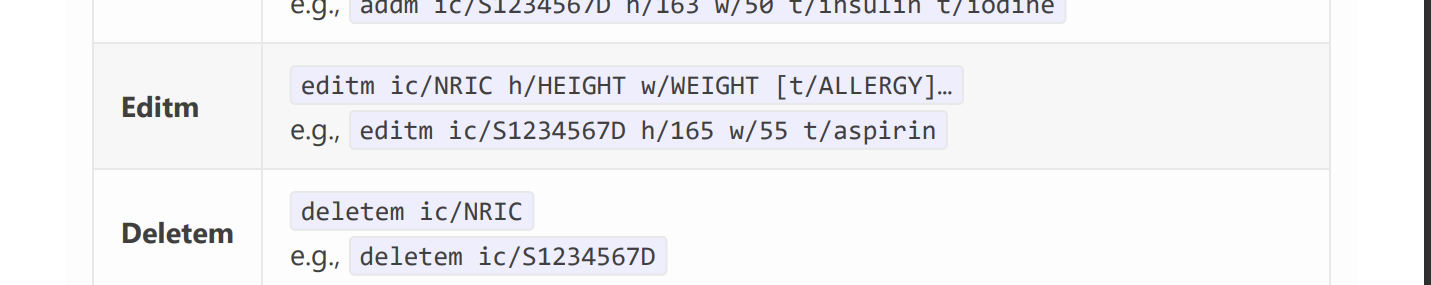 e.g., addm ic/S1234567D h/163 w/50 t/insulin t/iodine
Editm
editm ic/NRIC h/HEIGHT w/WEIGHT [t/ALLERGY]…
e.g., editm ic/S1234567D h/165 w/55 t/aspirin
Deletem
deletem ic/NRIC
e.g., deletem ic/S1234567D